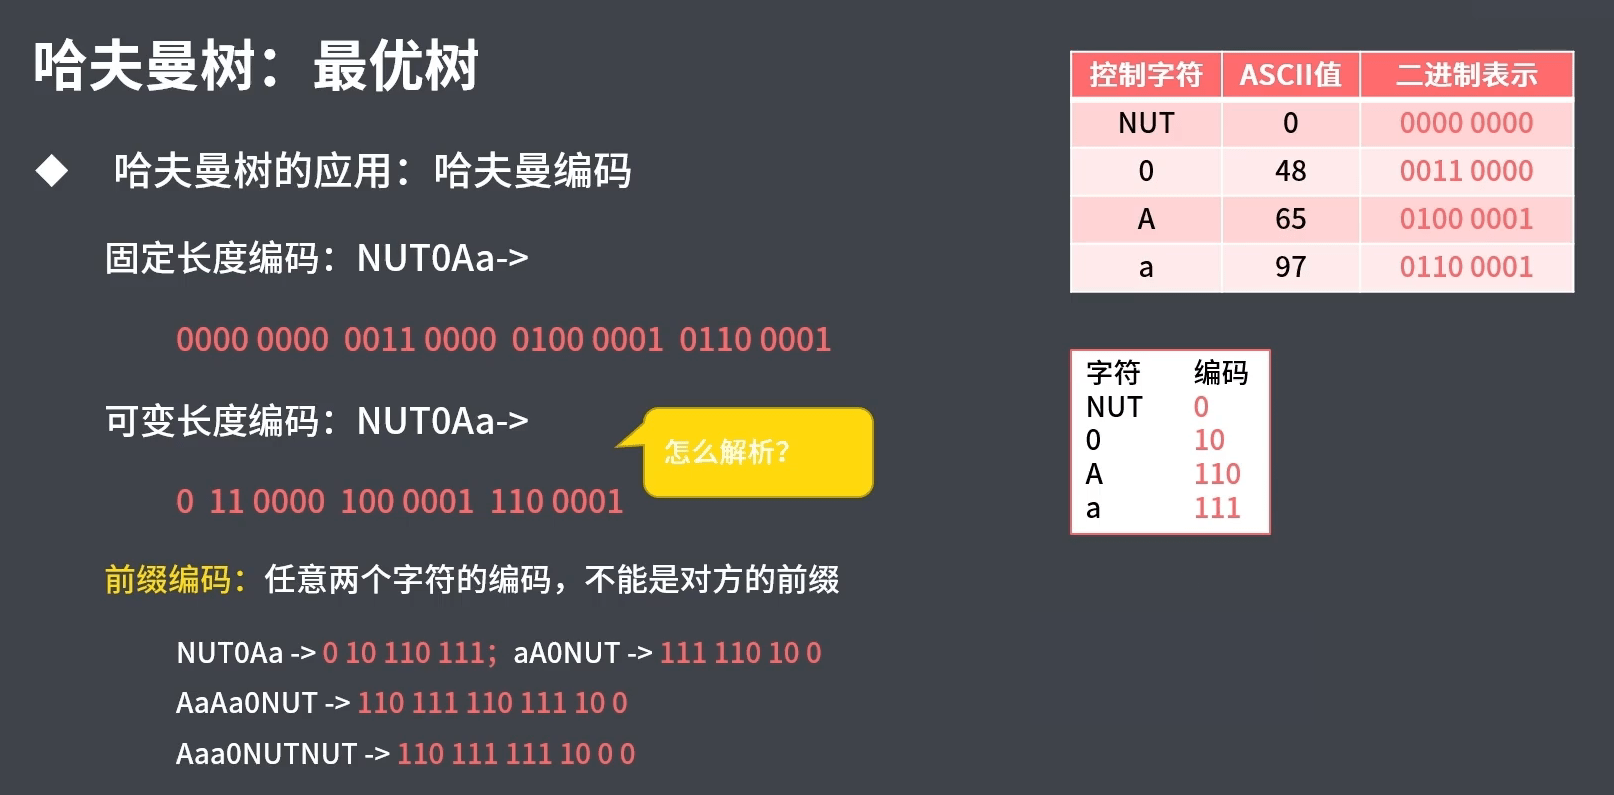 哈夫曼树：最优树
◆ 哈夫曼树的应用：哈夫曼编码
固定长度编码：NUT0Aa->
0000 0000 0011 0000 0100 0001 0110 0001
可变长度编码：NUT0Aa->
怎么解析？
0 11 0000 100 0001 110 0001
前缀编码：任意两个字符的编码，不能是对方的前缀
NUT0Aa -> 0 10 110 111；aA0NUT -> 111 110 10 0
AaAa0NUT -> 110 111 110 111 10 0
Aaa0NUTNUT -> 110 111 111 10 0 0
控制字符 ASCII值 二进制表示
NUT 0 0000 0000
0 48 0011 0000
A 65 0100 0001
a 97 0110 0001
字符 编码
NUT 0
0 10
A 110
a 111